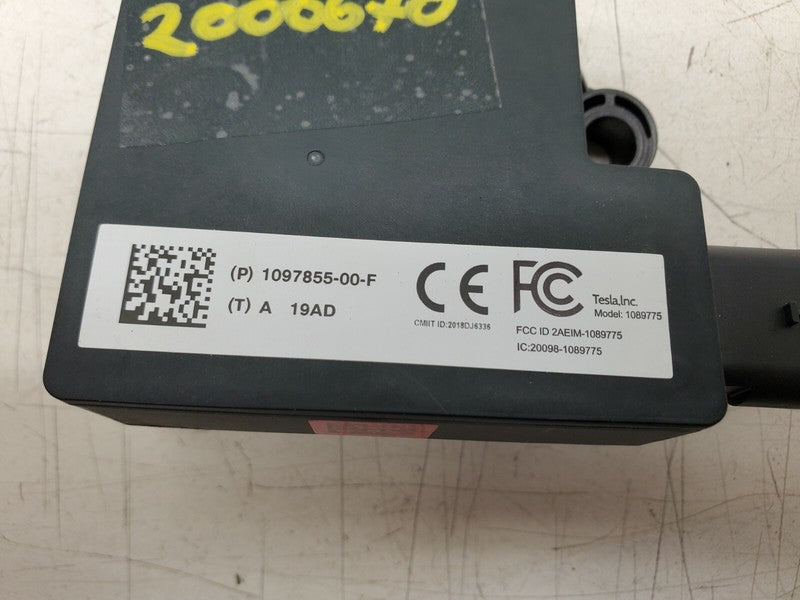 2000670
(P) 1097855-00-F
(T) A 19AD
CE FC
CMIIT ID:2018DJ6336
Tesla,Inc.
Model: 1089775
FCC ID 2AEIM-1089775
IC:20098-1089775